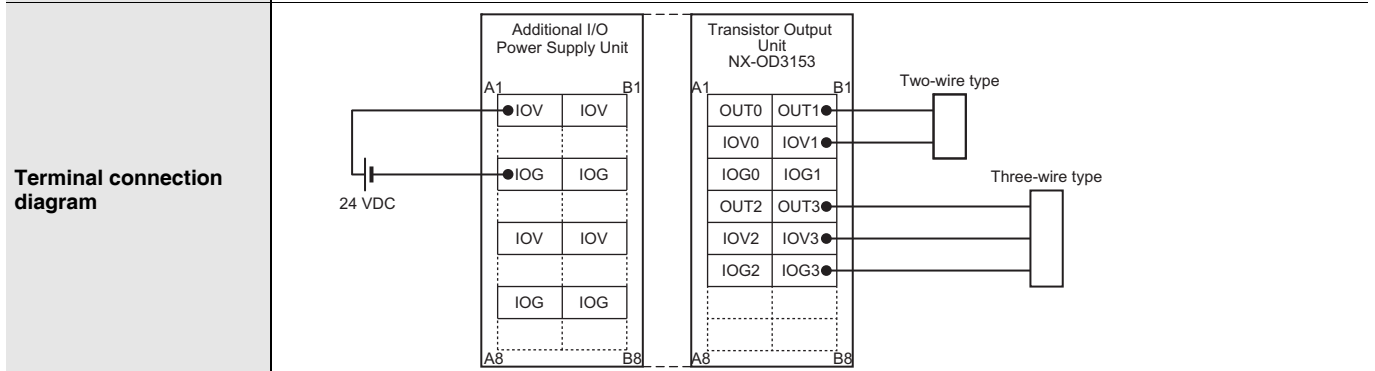 Terminal connection
diagram
24 VDC
Additional I/O
Power Supply Unit
A1 B1
IOV IOV
IOG IOG
IOV IOV
IOG IOG
A8 B8
Transistor Output
Unit
NX-OD3153
A1 B1
OUT0 OUT1
IOV0 IOV1
IOG0 IOG1
OUT2 OUT3
IOV2 IOV3
IOG2 IOG3
A8 B8
Two-wire type
Three-wire type